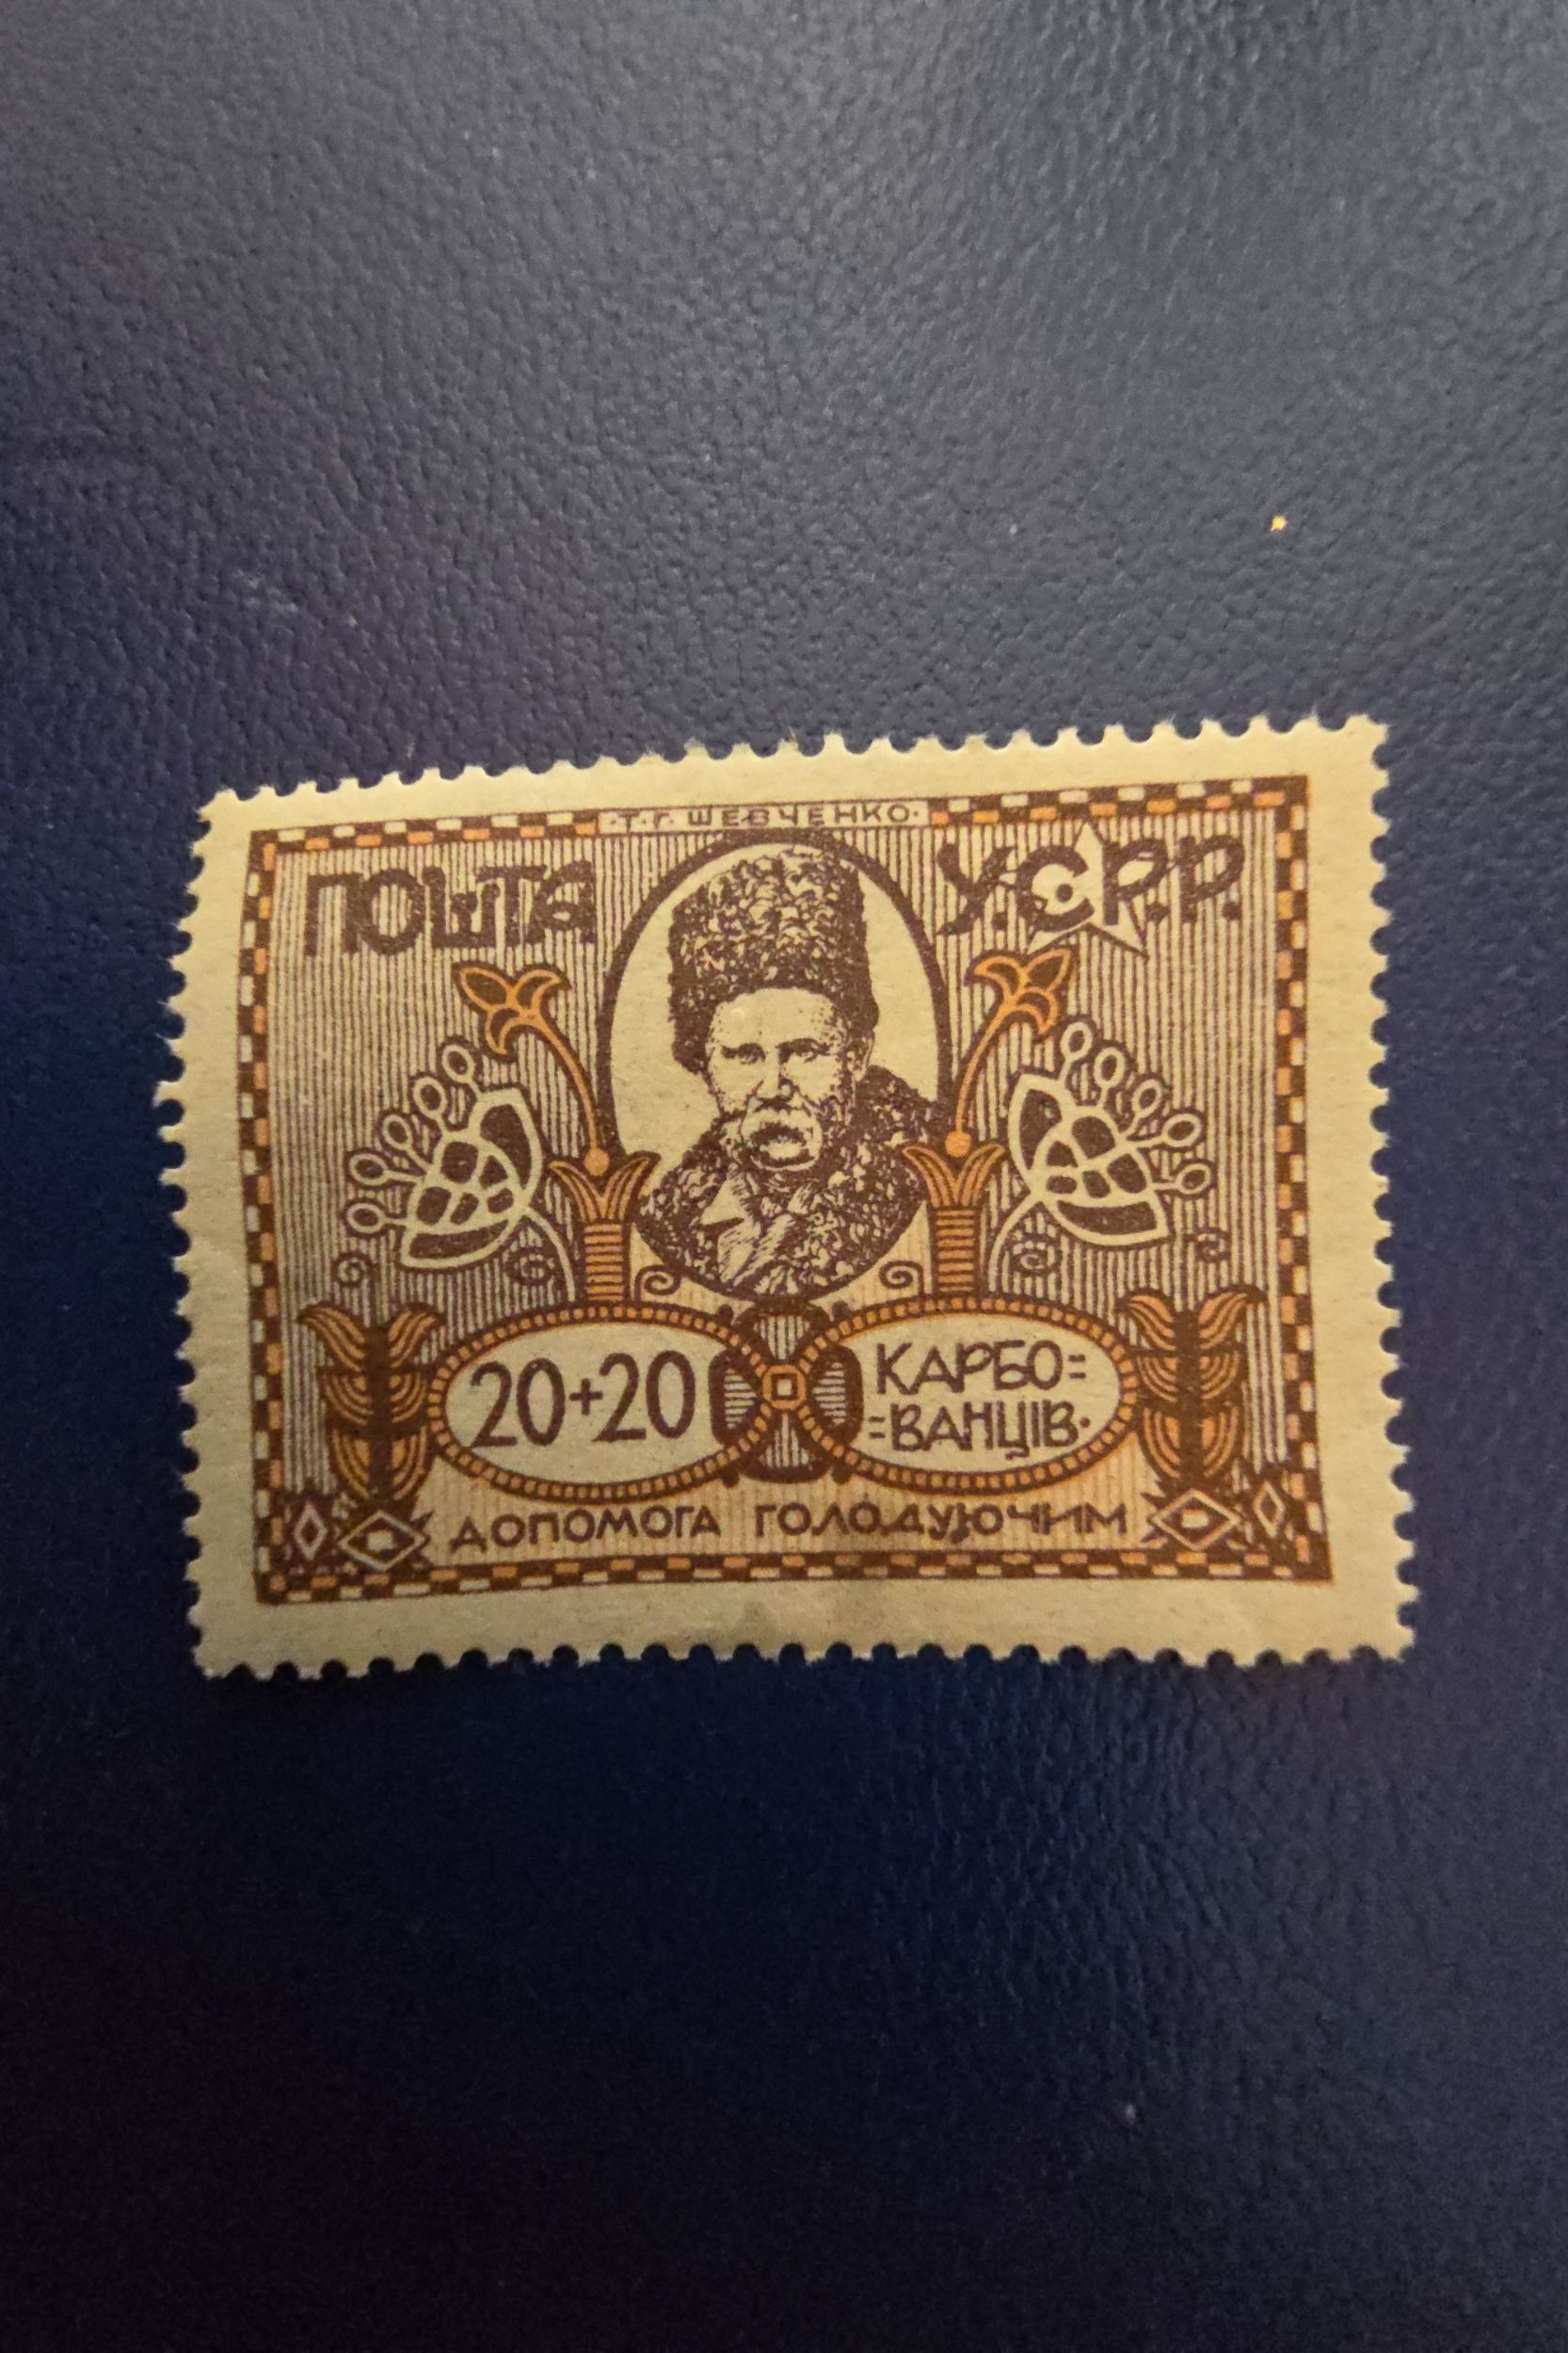 ·Т·Г· ШЕВЧЕНКО·
ПОШТА У.С.Р.Р.
20+20 КАРБО=
=ВАНЦІВ·
ДОПОМОГА ГОЛОДУЮЧИМ